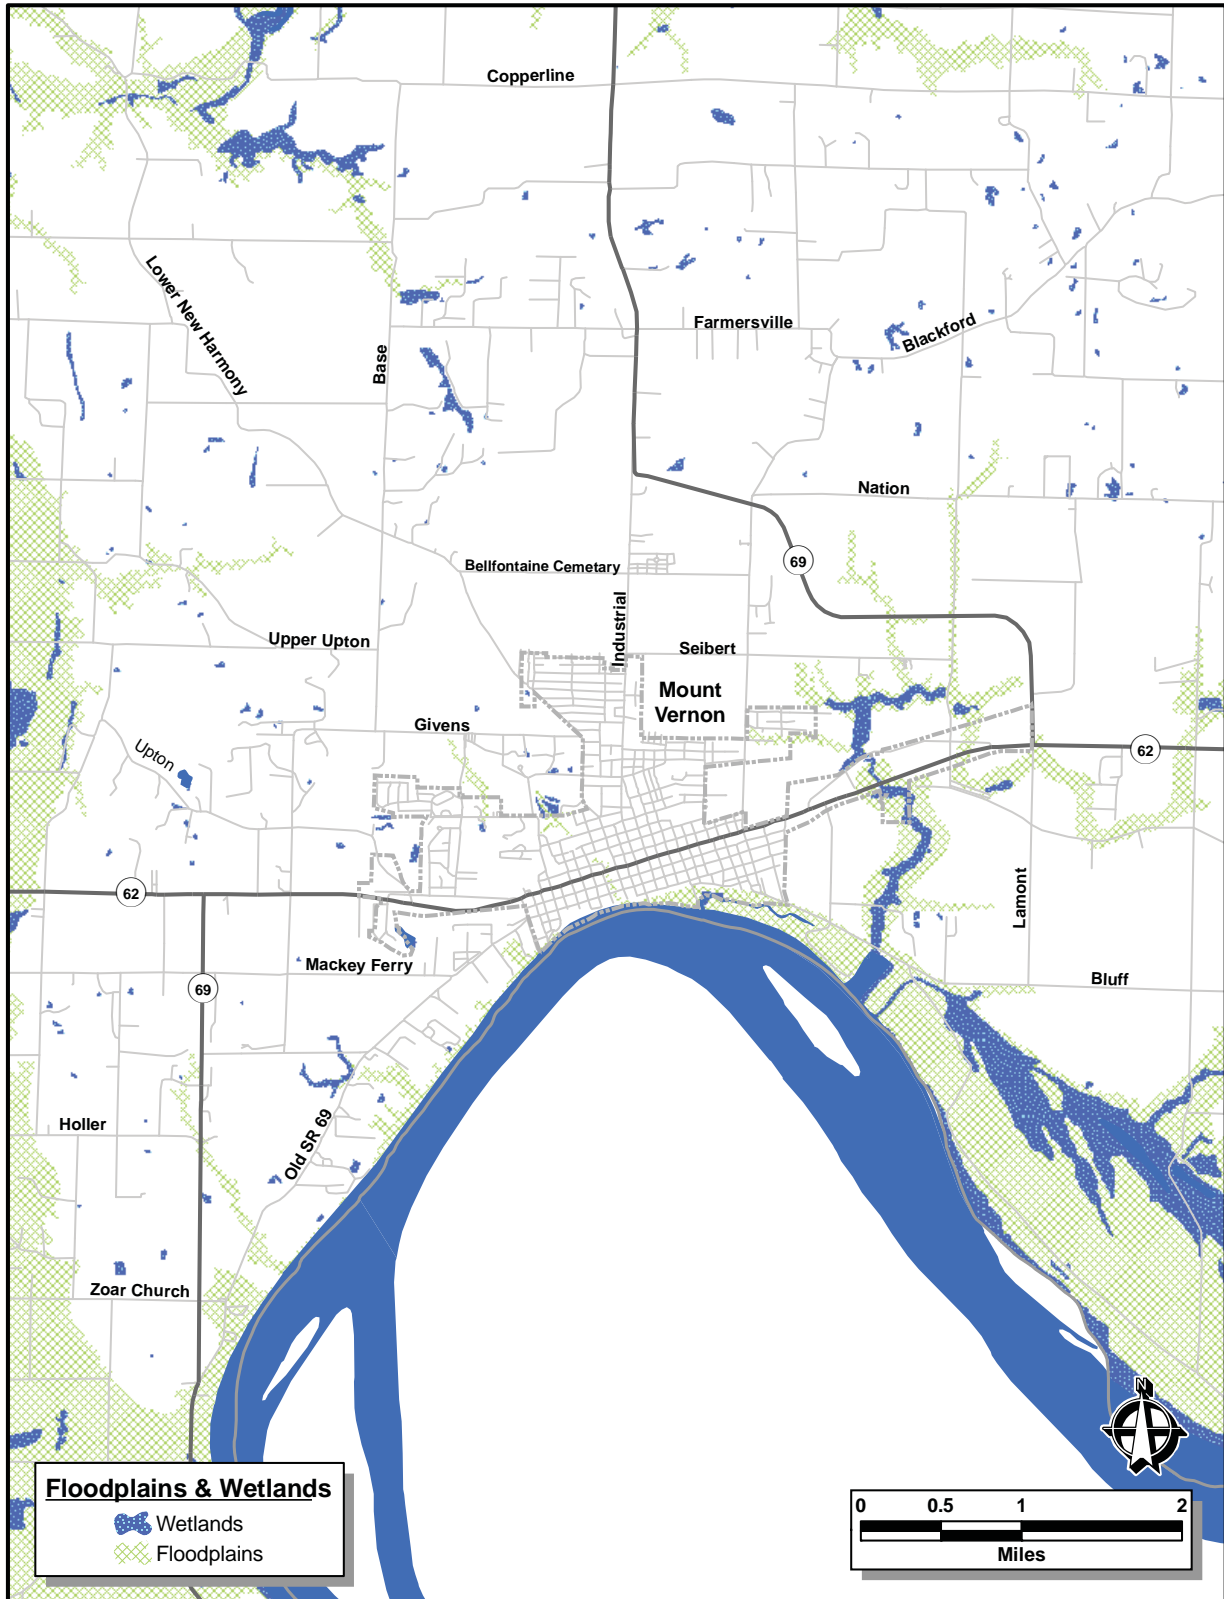 Copperline
Lower New Harmony
Base
Farmersville
Blackford
Nation
Bellfontaine Cemetary
69
Industrial
Upper Upton
Seibert
Mount
Vernon
Givens
Upton
62
62
Lamont
Mackey Ferry
Bluff
69
Holler
Old SR 69
Zoar Church
N
Floodplains & Wetlands
Wetlands
Floodplains
0 0.5 1 2
Miles